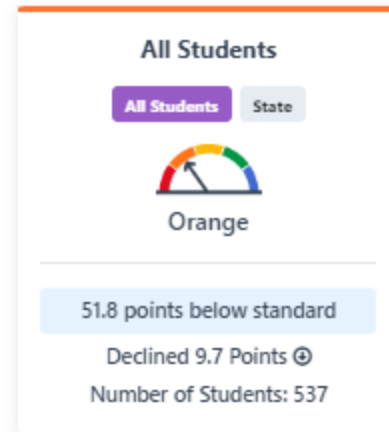 All Students
All Students State
Orange
51.8 points below standard
Declined 9.7 Points
Number of Students: 537